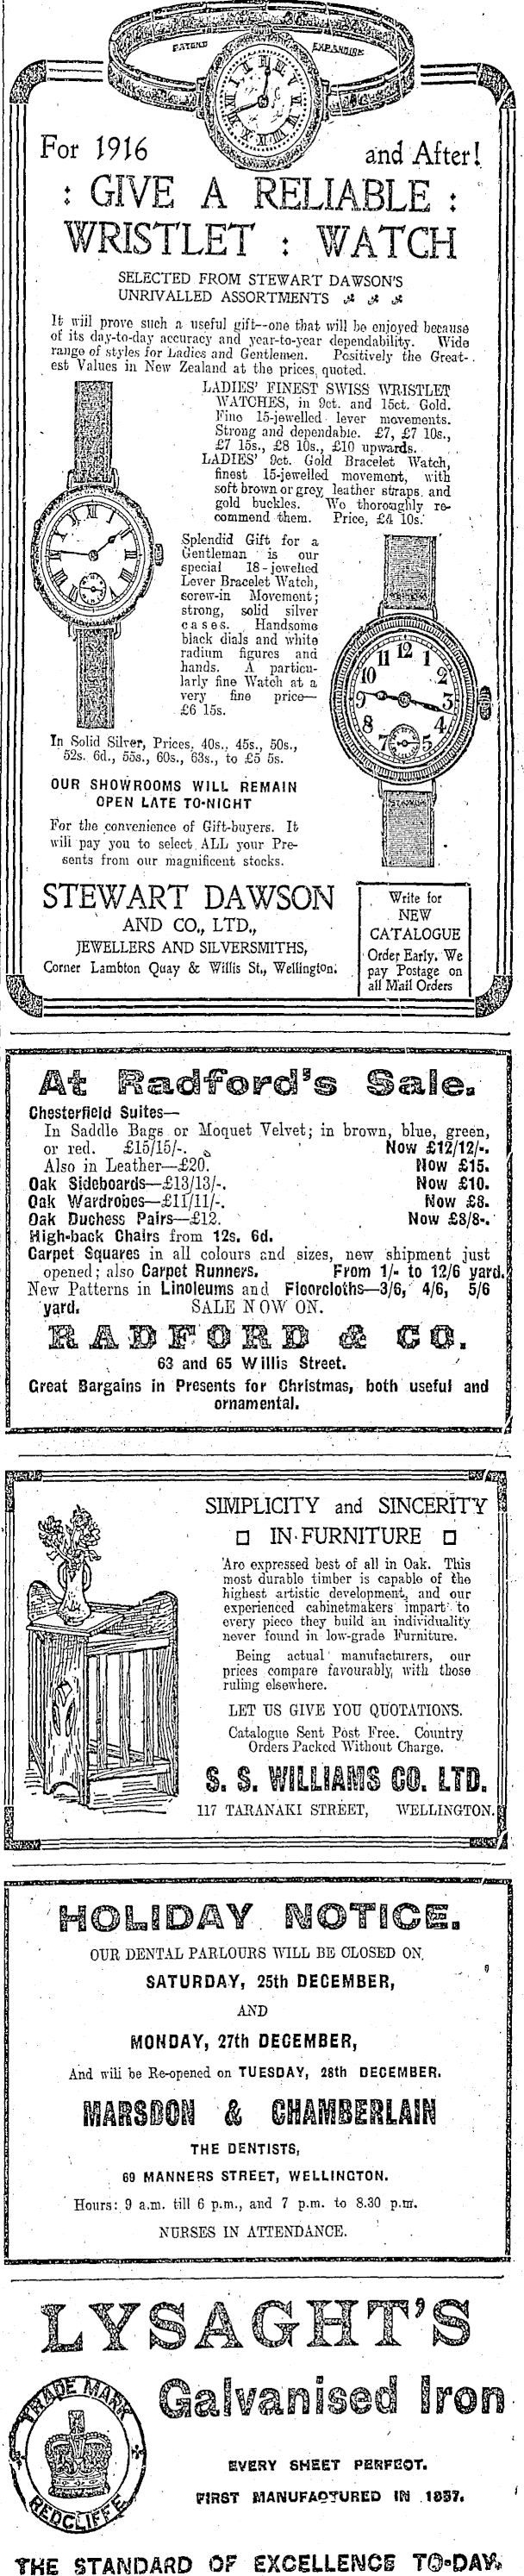 EXTEND EXPANDING
For 1916 and After!
: GIVE A RELIABLE :
WRISTLET : WATCH
SELECTED FROM STEWART DAWSON'S
UNRIVALLED ASSORTMENTS
It will prove such a useful gift--one that will be enjoyed because
of its day-to-day accuracy and year-to-year dependability. Wide
range of styles for Ladies and Gentlemen. Positively the Great-
est Values in New Zealand at the prices quoted.
LADIES' FINEST SWISS WRISTLET
WATCHES, in 9ct. and 15ct. Gold.
Fine 15-jewelled lever movements.
Strong and dependable. £7, £7 10s.,
£7 15s., £8 10s., £10 upwards.
LADIES' 9ct. Gold Bracelet Watch,
finest 15-jewelled movement, with
soft brown or grey leather straps and
gold buckles. We thoroughly re-
commend them. Price, £4 10s.
Splendid Gift for a
Gentleman is our
special 18-jewelled
Lever Bracelet Watch,
screw-in Movement;
strong, solid silver
cases. Handsome
black dials and white
radium figures and
hands. A particu-
larly fine Watch at a
very fine price—
£6 15s.
In Solid Silver, Prices, 40s., 45s., 50s.,
52s. 6d., 55s., 60s., 63s., to £5 5s.
OUR SHOWROOMS WILL REMAIN
OPEN LATE TO-NIGHT
For the convenience of Gift-buyers. It
will pay you to select ALL your Pre-
sents from our magnificent stocks.
STEWART DAWSON
AND CO., LTD.,
JEWELLERS AND SILVERSMITHS,
Corner Lambton Quay & Willis St., Wellington.
Write for
NEW
CATALOGUE
Order Early. We
pay Postage on
all Mail Orders
At Radford's Sale.
Chesterfield Suites—
In Saddle Bags or Moquet Velvet; in brown, blue, green,
or red. £15/15/-. Now £12/12/-.
Also in Leather—£20. Now £15.
Oak Sideboards—£13/13/-. Now £10.
Oak Wardrobes—£11/11/-. Now £8.
Oak Duchess Pairs—£12. Now £8/8-.
High-back Chairs from 12s. 6d.
Carpet Squares in all colours and sizes, new shipment just
opened; also Carpet Runners. From 1/- to 12/6 yard.
New Patterns in Linoleums and Floorcloths—3/6, 4/6, 5/6
yard. SALE NOW ON.
RADFORD & CO.
63 and 65 Willis Street.
Great Bargains in Presents for Christmas, both useful and
ornamental.
SIMPLICITY and SINCERITY
IN FURNITURE
Are expressed best of all in Oak. This
most durable timber is capable of the
highest artistic development, and our
experienced cabinetmakers impart to
every piece they build an individuality
never found in low-grade Furniture.
Being actual manufacturers, our
prices compare favourably with those
ruling elsewhere.
LET US GIVE YOU QUOTATIONS.
Catalogue Sent Post Free. Country
Orders Packed Without Charge.
S. S. WILLIAMS CO. LTD.
117 TARANAKI STREET, WELLINGTON.
HOLIDAY NOTICE.
OUR DENTAL PARLOURS WILL BE CLOSED ON
SATURDAY, 25th DECEMBER,
AND
MONDAY, 27th DECEMBER,
And will be Re-opened on TUESDAY, 28th DECEMBER.
MARSDON & CHAMBERLAIN
THE DENTISTS,
69 MANNERS STREET, WELLINGTON.
Hours: 9 a.m. till 6 p.m., and 7 p.m. to 8.30 p.m.
NURSES IN ATTENDANCE.
LYSAGHT'S
Galvanised Iron
TRADE MARK
REDCLIFFE
EVERY SHEET PERFECT.
FIRST MANUFACTURED IN 1857.
THE STANDARD OF EXCELLENCE TO-DAY.